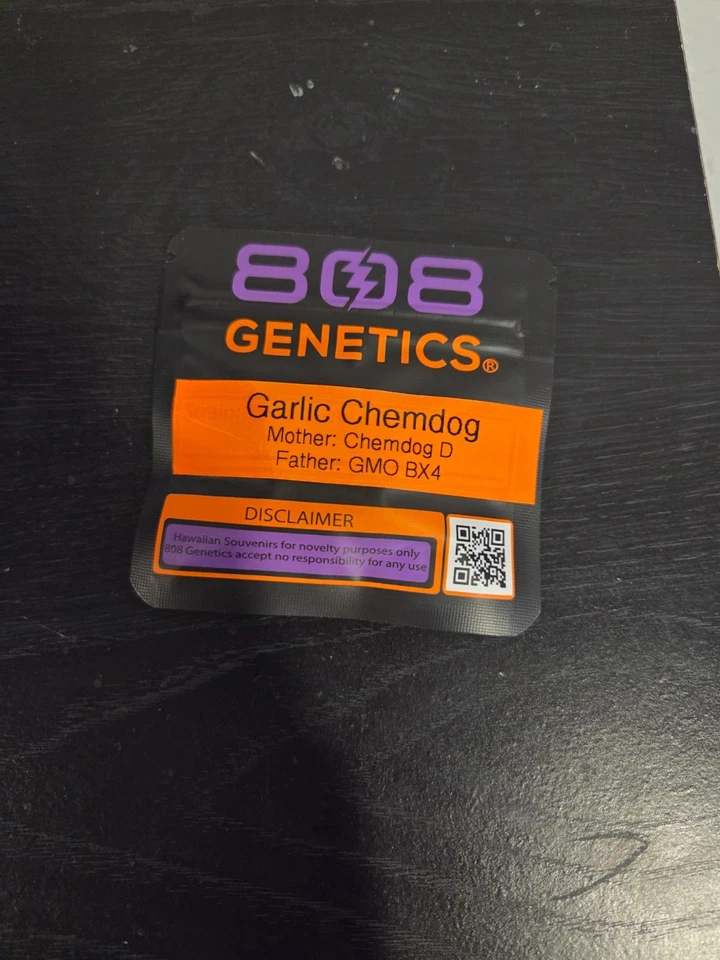 808
GENETICS®
Garlic Chemdog
Mother: Chemdog D
Father: GMO BX4
DISCLAIMER
Hawaiian Souvenirs for novelty purposes only
808 Genetics accept no responsibility for any use